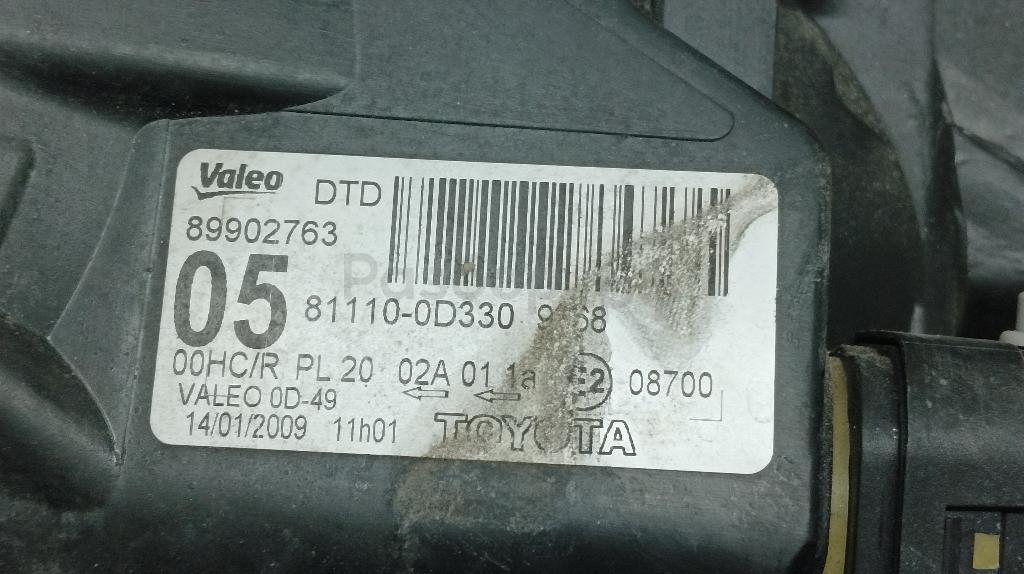 Valeo DTD
89902763
05 81110-0D330
00HC/R PL 20 02A 01 1a E2 08700
VALEO 0D-49
14/01/2009 11h01 TOYOTA